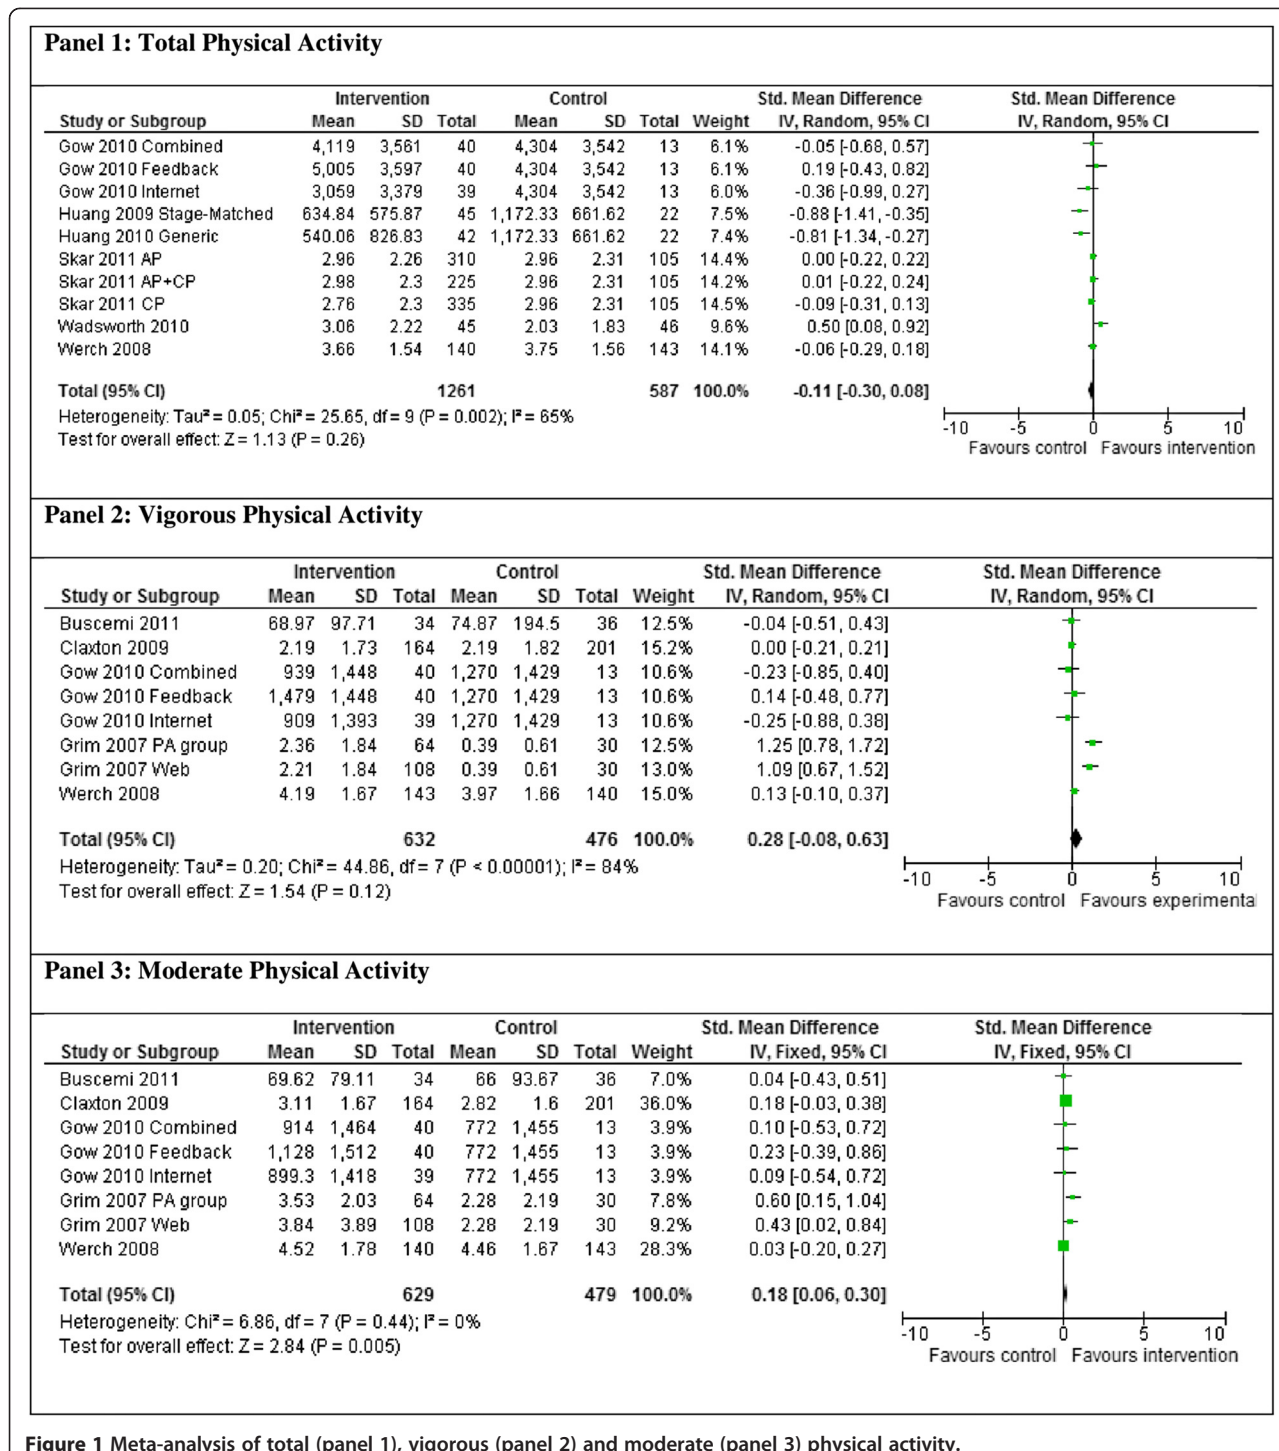 Panel 1: Total Physical Activity
Intervention Control Std. Mean Difference Std. Mean Difference
Study or Subgroup Mean SD Total Mean SD Total Weight IV, Random, 95% CI IV, Random, 95% CI
Gow 2010 Combined 4,119 3,561 40 4,304 3,542 13 6.1% -0.05 [-0.68, 0.57]
Gow 2010 Feedback 5,005 3,597 40 4,304 3,542 13 6.1% 0.19 [-0.43, 0.82]
Gow 2010 Internet 3,059 3,379 39 4,304 3,542 13 6.0% -0.36 [-0.99, 0.27]
Huang 2009 Stage-Matched 634.84 575.87 45 1,172.33 661.62 22 7.5% -0.88 [-1.41, -0.35]
Huang 2010 Generic 540.06 826.83 42 1,172.33 661.62 22 7.4% -0.81 [-1.34, -0.27]
Skar 2011 AP 2.96 2.26 310 2.96 2.31 105 14.4% 0.00 [-0.22, 0.22]
Skar 2011 AP+CP 2.98 2.3 225 2.96 2.31 105 14.2% 0.01 [-0.22, 0.24]
Skar 2011 CP 2.76 2.3 335 2.96 2.31 105 14.5% -0.09 [-0.31, 0.13]
Wadsworth 2010 3.06 2.22 45 2.03 1.83 46 9.6% 0.50 [0.08, 0.92]
Werch 2008 3.66 1.54 140 3.75 1.56 143 14.1% -0.06 [-0.29, 0.18]
Total (95% CI) 1261 587 100.0% -0.11 [-0.30, 0.08]
Heterogeneity: Tau² = 0.05; Chi² = 25.65, df = 9 (P = 0.002); I² = 65%
Test for overall effect: Z = 1.13 (P = 0.26)
-10 -5 0 5 10
Favours control Favours intervention
Panel 2: Vigorous Physical Activity
Intervention Control Std. Mean Difference Std. Mean Difference
Study or Subgroup Mean SD Total Mean SD Total Weight IV, Random, 95% CI IV, Random, 95% CI
Buscemi 2011 68.97 97.71 34 74.87 194.5 36 12.5% -0.04 [-0.51, 0.43]
Claxton 2009 2.19 1.73 164 2.19 1.82 201 15.2% 0.00 [-0.21, 0.21]
Gow 2010 Combined 939 1,448 40 1,270 1,429 13 10.6% -0.23 [-0.85, 0.40]
Gow 2010 Feedback 1,479 1,448 40 1,270 1,429 13 10.6% 0.14 [-0.48, 0.77]
Gow 2010 Internet 909 1,393 39 1,270 1,429 13 10.6% -0.25 [-0.88, 0.38]
Grim 2007 PA group 2.36 1.84 64 0.39 0.61 30 12.5% 1.25 [0.78, 1.72]
Grim 2007 Web 2.21 1.84 108 0.39 0.61 30 13.0% 1.09 [0.67, 1.52]
Werch 2008 4.19 1.67 143 3.97 1.66 140 15.0% 0.13 [-0.10, 0.37]
Total (95% CI) 632 476 100.0% 0.28 [-0.08, 0.63]
Heterogeneity: Tau² = 0.20; Chi² = 44.86, df = 7 (P < 0.00001); I² = 84%
Test for overall effect: Z = 1.54 (P = 0.12)
-10 -5 0 5 10
Favours control Favours experimental
Panel 3: Moderate Physical Activity
Intervention Control Std. Mean Difference Std. Mean Difference
Study or Subgroup Mean SD Total Mean SD Total Weight IV, Fixed, 95% CI IV, Fixed, 95% CI
Buscemi 2011 69.62 79.11 34 66 93.67 36 7.0% 0.04 [-0.43, 0.51]
Claxton 2009 3.11 1.67 164 2.82 1.6 201 36.0% 0.18 [-0.03, 0.38]
Gow 2010 Combined 914 1,464 40 772 1,455 13 3.9% 0.10 [-0.53, 0.72]
Gow 2010 Feedback 1,128 1,512 40 772 1,455 13 3.9% 0.23 [-0.39, 0.86]
Gow 2010 Internet 899.3 1,418 39 772 1,455 13 3.9% 0.09 [-0.54, 0.72]
Grim 2007 PA group 3.53 2.03 64 2.28 2.19 30 7.8% 0.60 [0.15, 1.04]
Grim 2007 Web 3.84 3.89 108 2.28 2.19 30 9.2% 0.43 [0.02, 0.84]
Werch 2008 4.52 1.78 140 4.46 1.67 143 28.3% 0.03 [-0.20, 0.27]
Total (95% CI) 629 479 100.0% 0.18 [0.06, 0.30]
Heterogeneity: Chi² = 6.86, df = 7 (P = 0.44); I² = 0%
Test for overall effect: Z = 2.84 (P = 0.005)
-10 -5 0 5 10
Favours control Favours intervention
Figure 1 Meta-analysis of total (panel 1), vigorous (panel 2) and moderate (panel 3) physical activity.